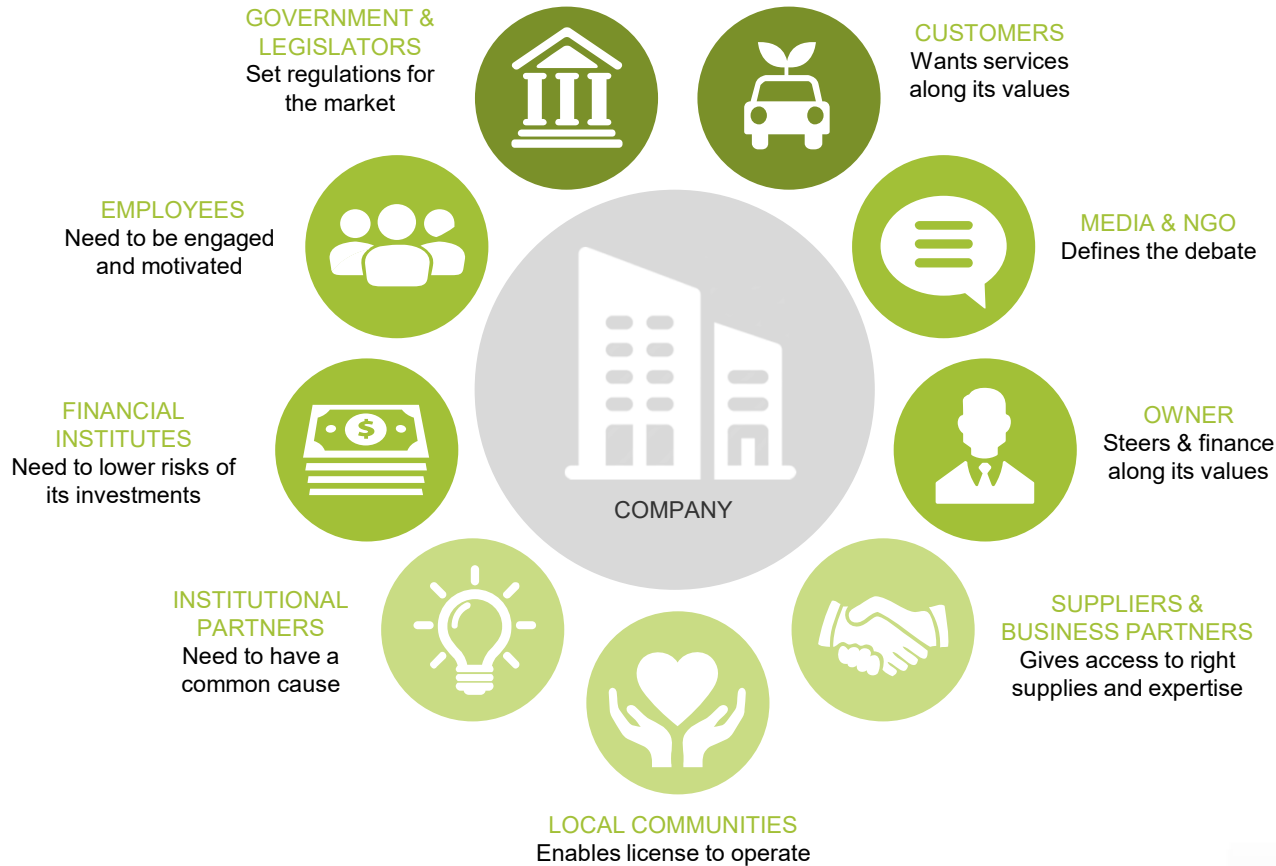 GOVERNMENT &
LEGISLATORS
Set regulations for
the market
CUSTOMERS
Wants services
along its values
EMPLOYEES
Need to be engaged
and motivated
MEDIA & NGO
Defines the debate
FINANCIAL
INSTITUTES
Need to lower risks of
its investments
$
OWNER
Steers & finance
along its values
COMPANY
INSTITUTIONAL
PARTNERS
Need to have a
common cause
SUPPLIERS &
BUSINESS PARTNERS
Gives access to right
supplies and expertise
LOCAL COMMUNITIES
Enables license to operate